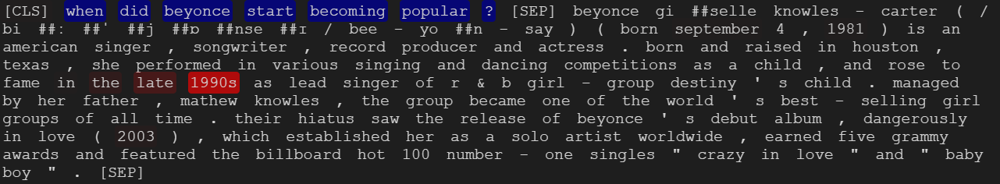 [CLS] when did beyonce start becoming popular ? [SEP] beyonce gi ##selle knowles - carter ( /
bi ##ː ##ˈ ##j ##ɒ ##nse ##ɪ / bee - yo ##n - say ) ( born september 4 , 1981 ) is an
american singer , songwriter , record producer and actress . born and raised in houston ,
texas , she performed in various singing and dancing competitions as a child , and rose to
fame in the late 1990s as lead singer of r & b girl - group destiny ' s child . managed
by her father , mathew knowles , the group became one of the world ' s best - selling girl
groups of all time . their hiatus saw the release of beyonce ' s debut album , dangerously
in love ( 2003 ) , which established her as a solo artist worldwide , earned five grammy
awards and featured the billboard hot 100 number - one singles " crazy in love " and " baby
boy " . [SEP]